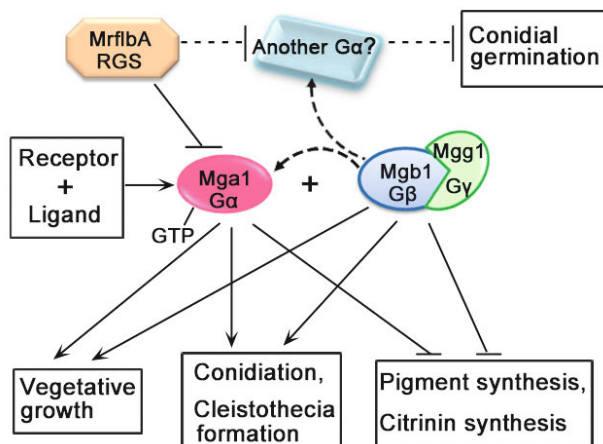 MrflbA
RGS
Another Gα?
Conidial
germination
Receptor
+
Ligand
Mga1
Gα
GTP
+
Mgb1
Gβ
Mgg1
Gγ
Vegetative
growth
Conidiation,
Cleistothecia
formation
Pigment synthesis,
Citrinin synthesis